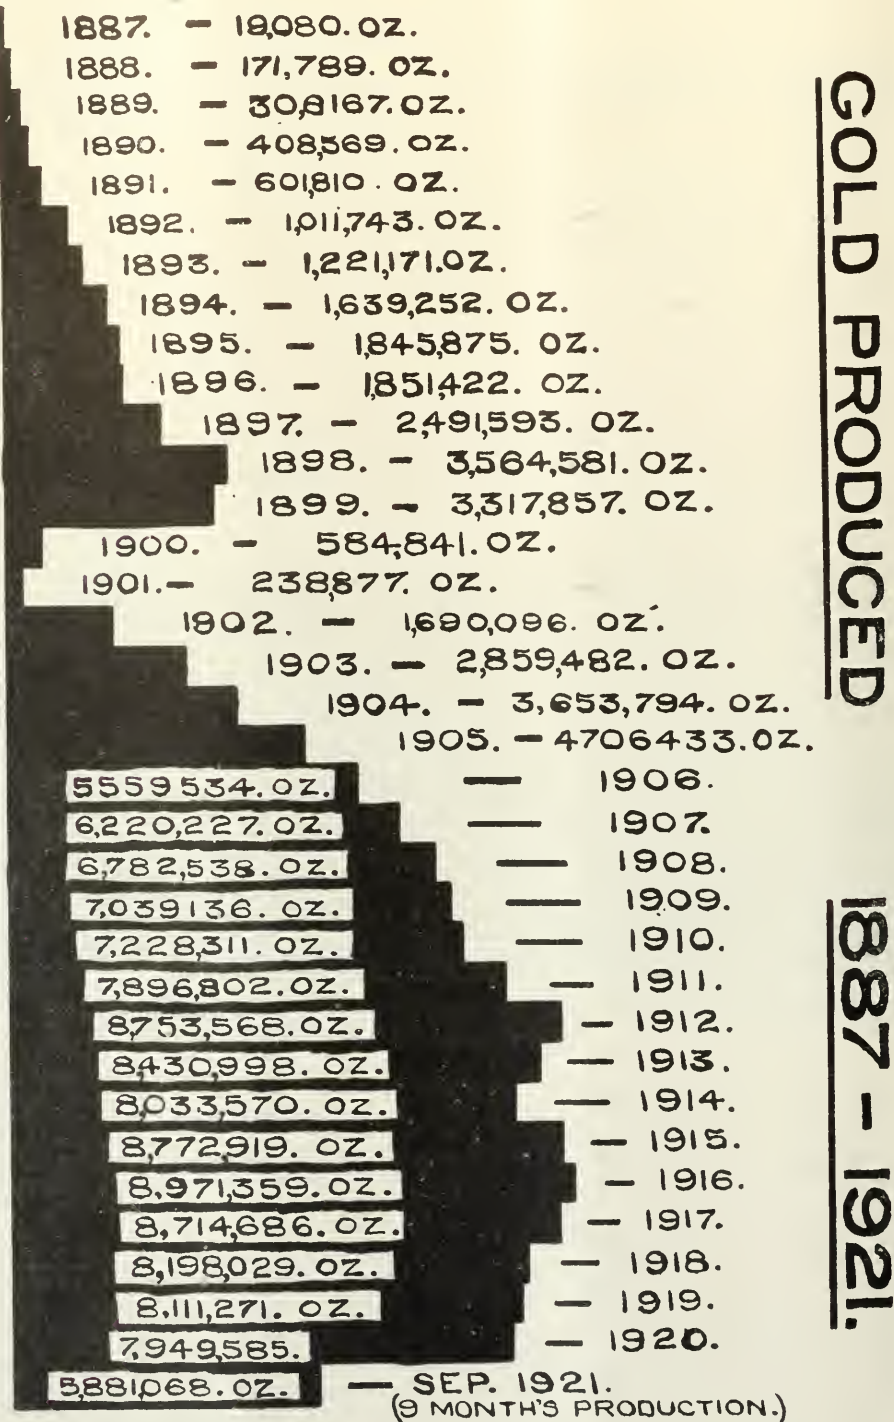 GOLD PRODUCED 1887 - 1921.
1887. - 19,080. OZ.
1888. - 171,789. OZ.
1889. - 308167. OZ.
1890. - 408,569. OZ.
1891. - 601,810. OZ.
1892. - 1,011,743. OZ.
1893. - 1,221,171. OZ.
1894. - 1,639,252. OZ.
1895. - 1,845,875. OZ.
1896. - 1,851,422. OZ.
1897. - 2,491,593. OZ.
1898. - 3,564,581. OZ.
1899. - 3,317,857. OZ.
1900. - 584,841. OZ.
1901. - 238,877. OZ.
1902. - 1,690,096. OZ.
1903. - 2,859,482. OZ.
1904. - 3,653,794. OZ.
1905. - 4706433. OZ.
5559534. OZ. — 1906.
6,220,227. OZ. — 1907.
6,782,538. OZ. — 1908.
7,039136. OZ. — 1909.
7,228,311. OZ. — 1910.
7,896,802. OZ. — 1911.
8,753,568. OZ. — 1912.
8,430,998. OZ. — 1913.
8,033,570. OZ. — 1914.
8,772,919. OZ. — 1915.
8,971,359. OZ. — 1916.
8,714,686. OZ. — 1917.
8,198,029. OZ. — 1918.
8,111,271. OZ. — 1919.
7,949,585. — 1920.
5,881,068. OZ. — SEP. 1921.
(9 MONTH'S PRODUCTION.)